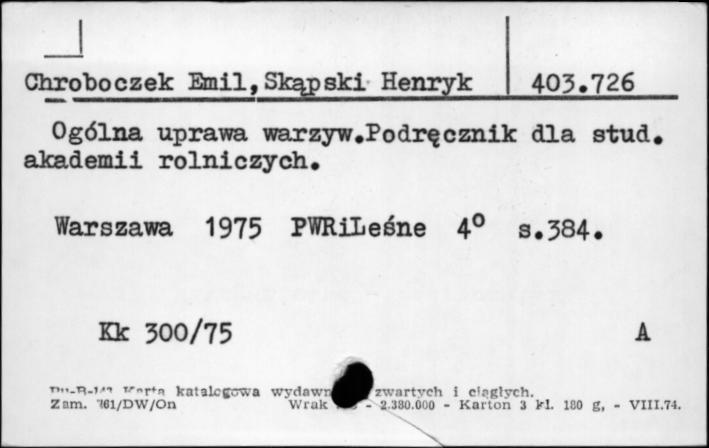 Chroboczek Emil, Skąpski Henryk 403.726
Ogólna uprawa warzyw.Podręcznik dla stud.
akademii rolniczych.
Warszawa 1975 PWRiLeśne 4° s.384.
Kk 300/75 A
Karta katalogowa zwartych i ciągłych.
Zam. 761/DW/On Wrak - 2.380.000 - Karton 3 kl. 180 g, - VIII.74.